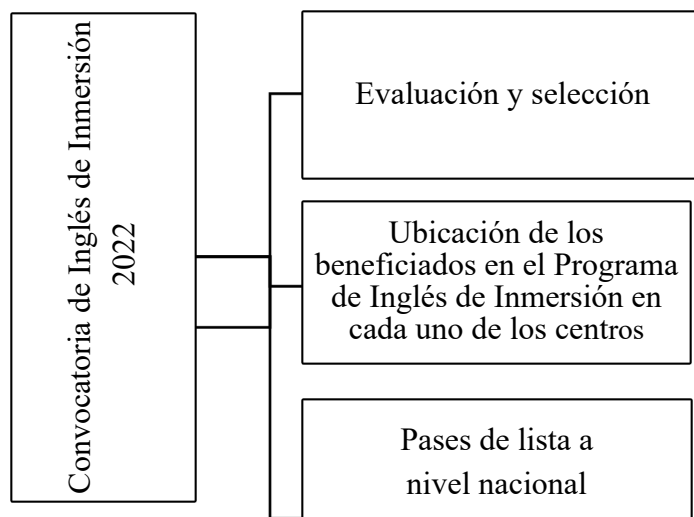 Convocatoria de Inglés de Inmersión
2022
Evaluación y selección
Ubicación de los
beneficiados en el Programa
de Inglés de Inmersión en
cada uno de los centros
Pases de lista a
nivel nacional